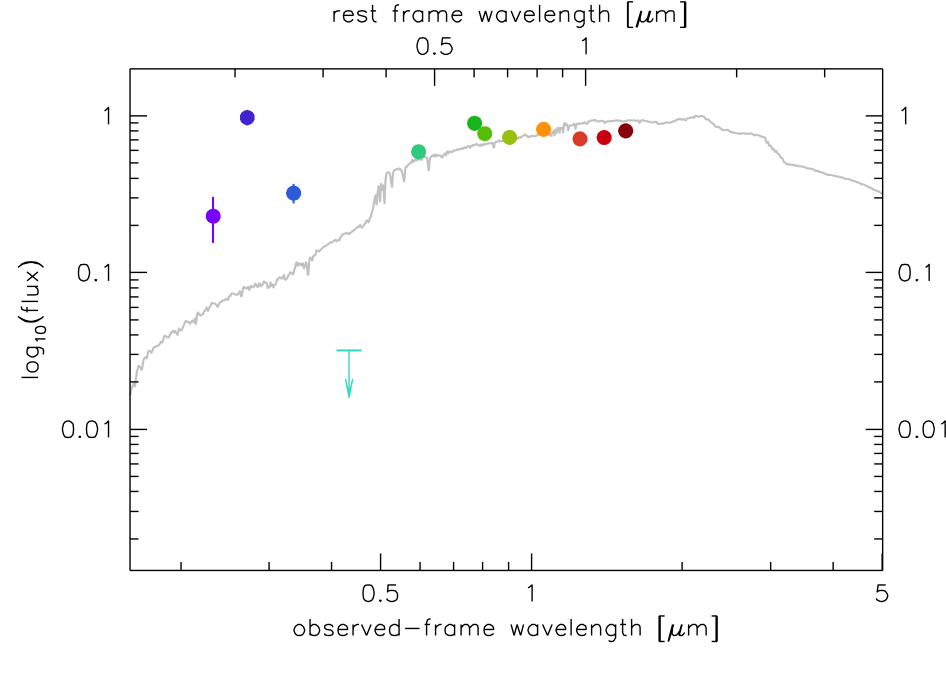 rest frame wavelength [μm]
0.5 1
1 1
0.1 0.1
0.01 0.01
log10(flux)
0.5 1 5
observed-frame wavelength [μm]